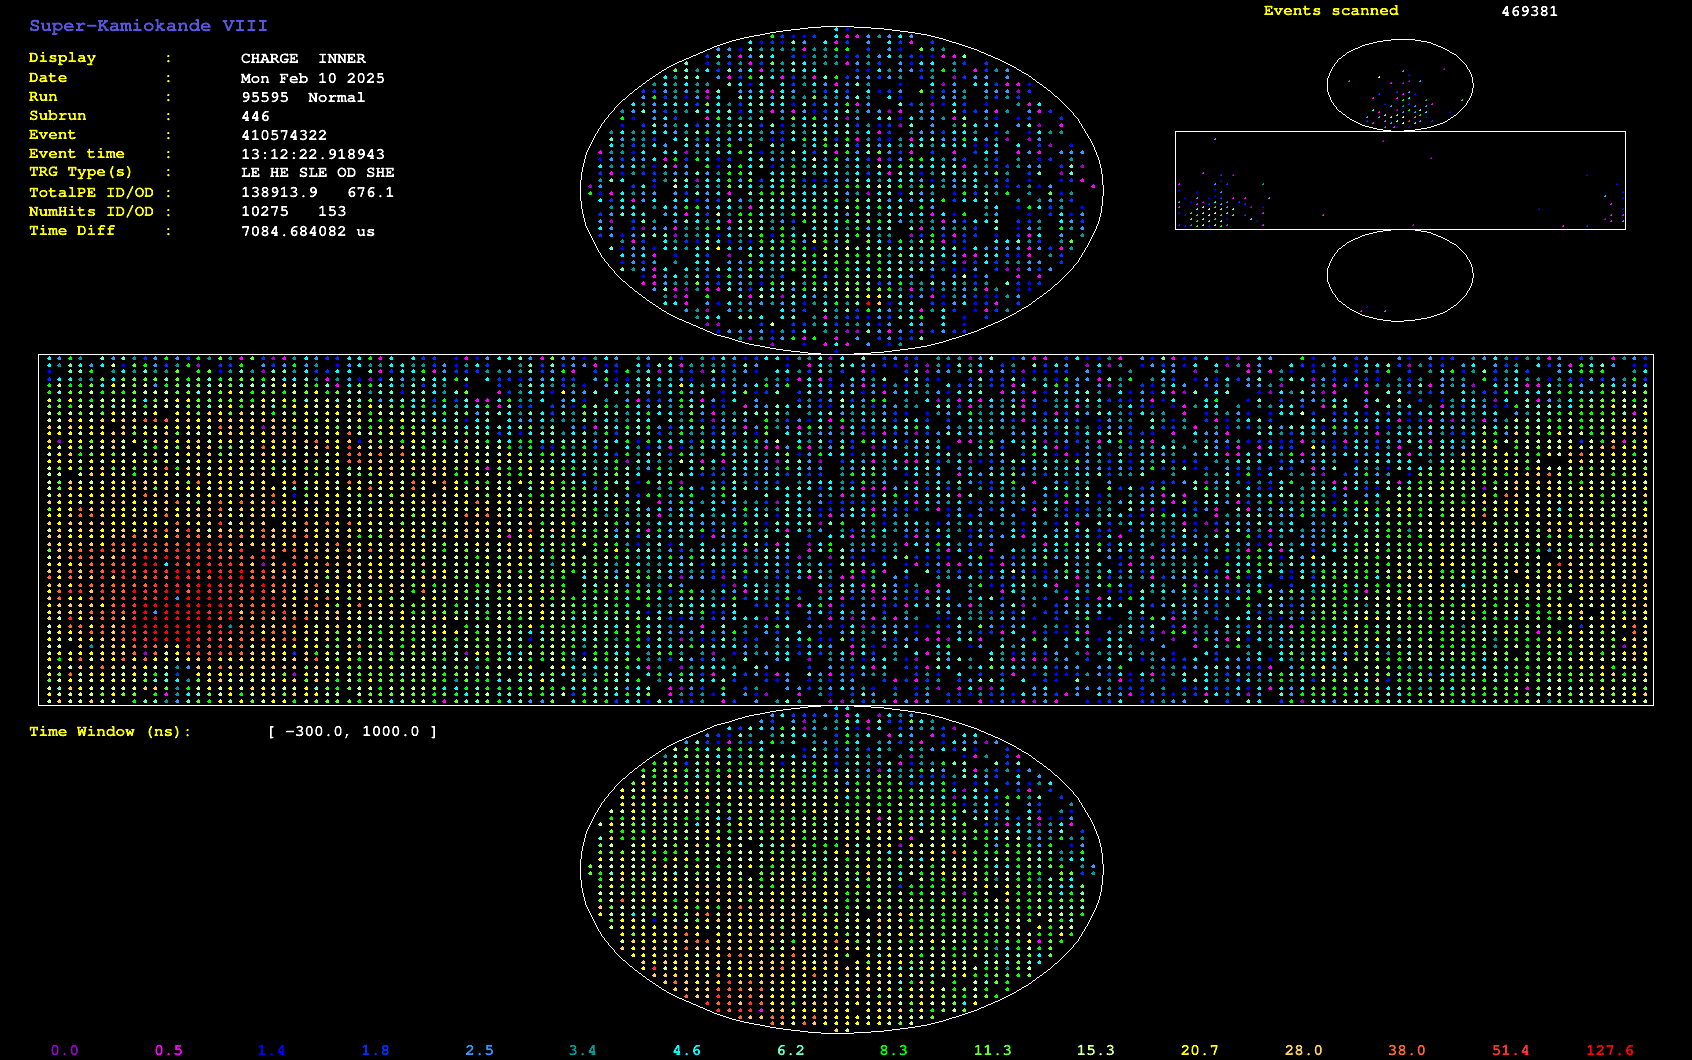 Super-Kamiokande VIII
Events scanned 469381
Display : CHARGE INNER
Date : Mon Feb 10 2025
Run : 95595 Normal
Subrun : 446
Event : 410574322
Event time : 13:12:22.918943
TRG Type(s) : LE HE SLE OD SHE
TotalPE ID/OD : 138913.9 676.1
NumHits ID/OD : 10275 153
Time Diff : 7084.684082 us
Time Window (ns): [ -300.0, 1000.0 ]
0.0 0.5 1.4 1.8 2.5 3.4 4.6 6.2 8.3 11.3 15.3 20.7 28.0 38.0 51.4 127.6